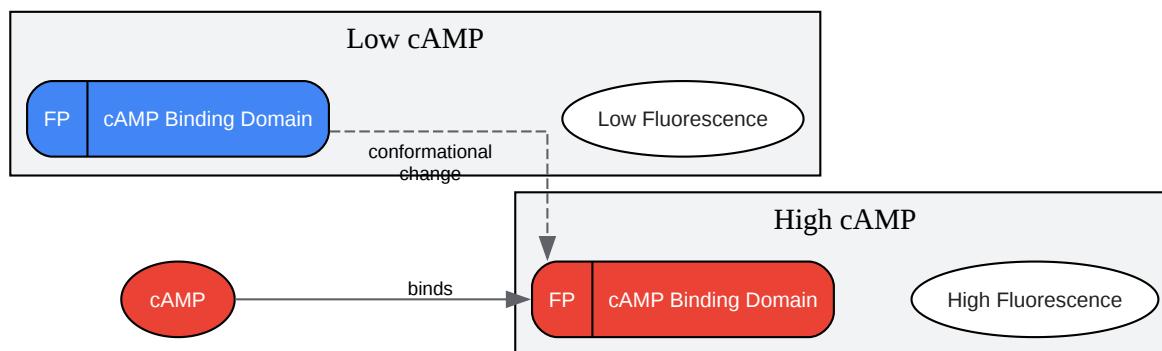 Low cAMP
FP cAMP Binding Domain
Low Fluorescence
conformational
change
High cAMP
cAMP
binds
FP cAMP Binding Domain
High Fluorescence